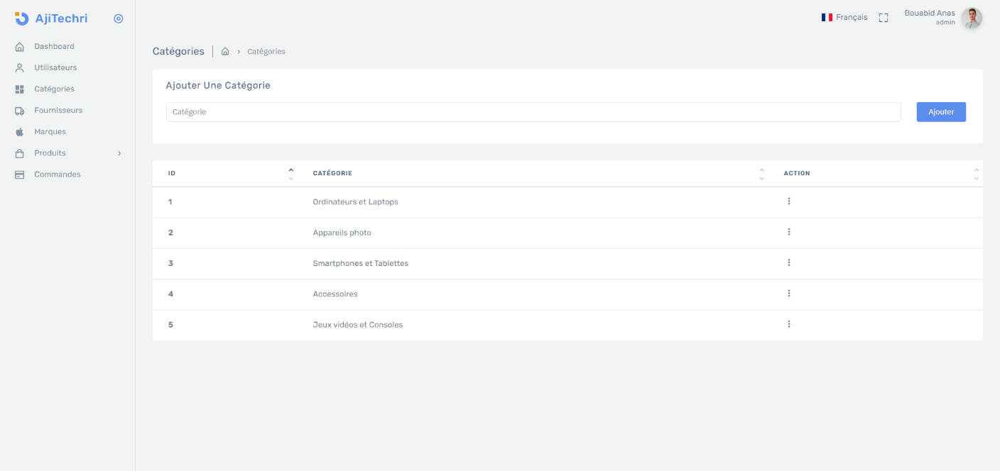 AjiTechri
Français
Bouabid Anas
admin
Dashboard
Utilisateurs
Catégories
Fournisseurs
Marques
Produits
Commandes
Catégories
Catégories
Ajouter Une Catégorie
Catégorie
Ajouter
ID CATÉGORIE ACTION
1 Ordinateurs et Laptops
2 Appareils photo
3 Smartphones et Tablettes
4 Accessoires
5 Jeux vidéos et Consoles